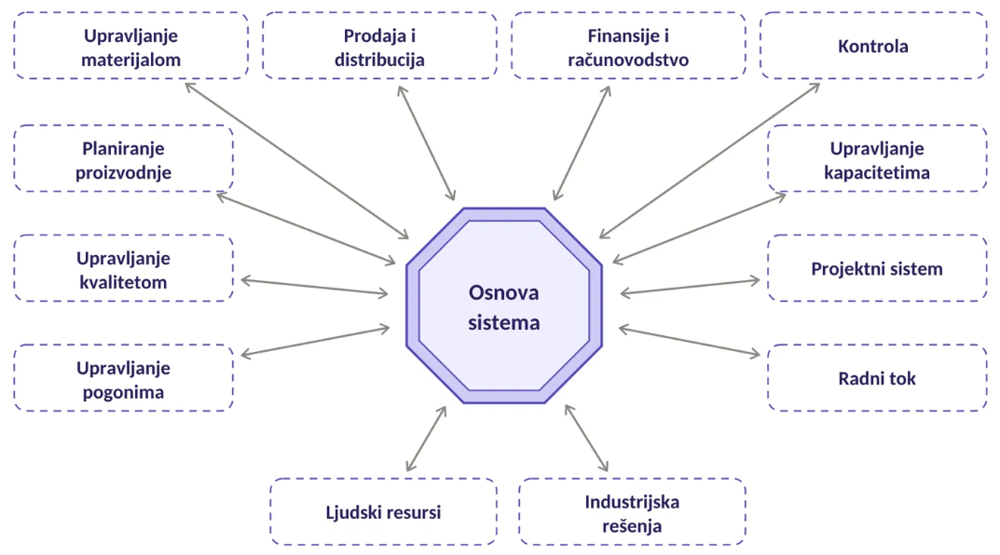 Upravljanje
materijalom
Prodaja i
distribucija
Finansije i
računovodstvo
Kontrola
Planiranje
proizvodnje
Upravljanje
kapacitetima
Upravljanje
kvalitetom
Projektni sistem
Osnova
sistema
Upravljanje
pogonima
Radni tok
Ljudski resursi
Industrijska
rešenja